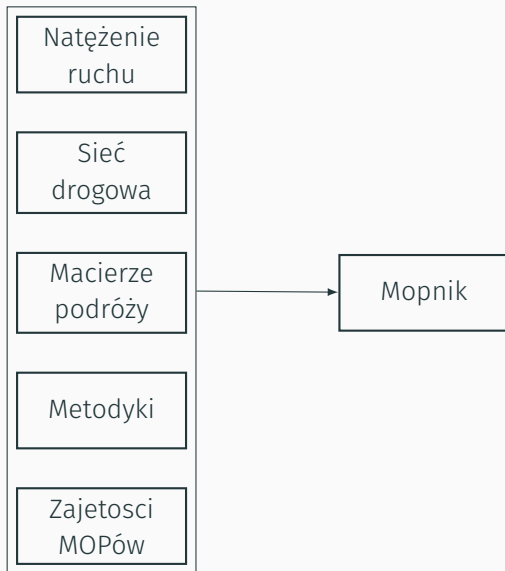 Natężenie
ruchu
Sieć
drogowa
Macierze
podróży
Mopnik
Metodyki
Zajetosci
MOPów